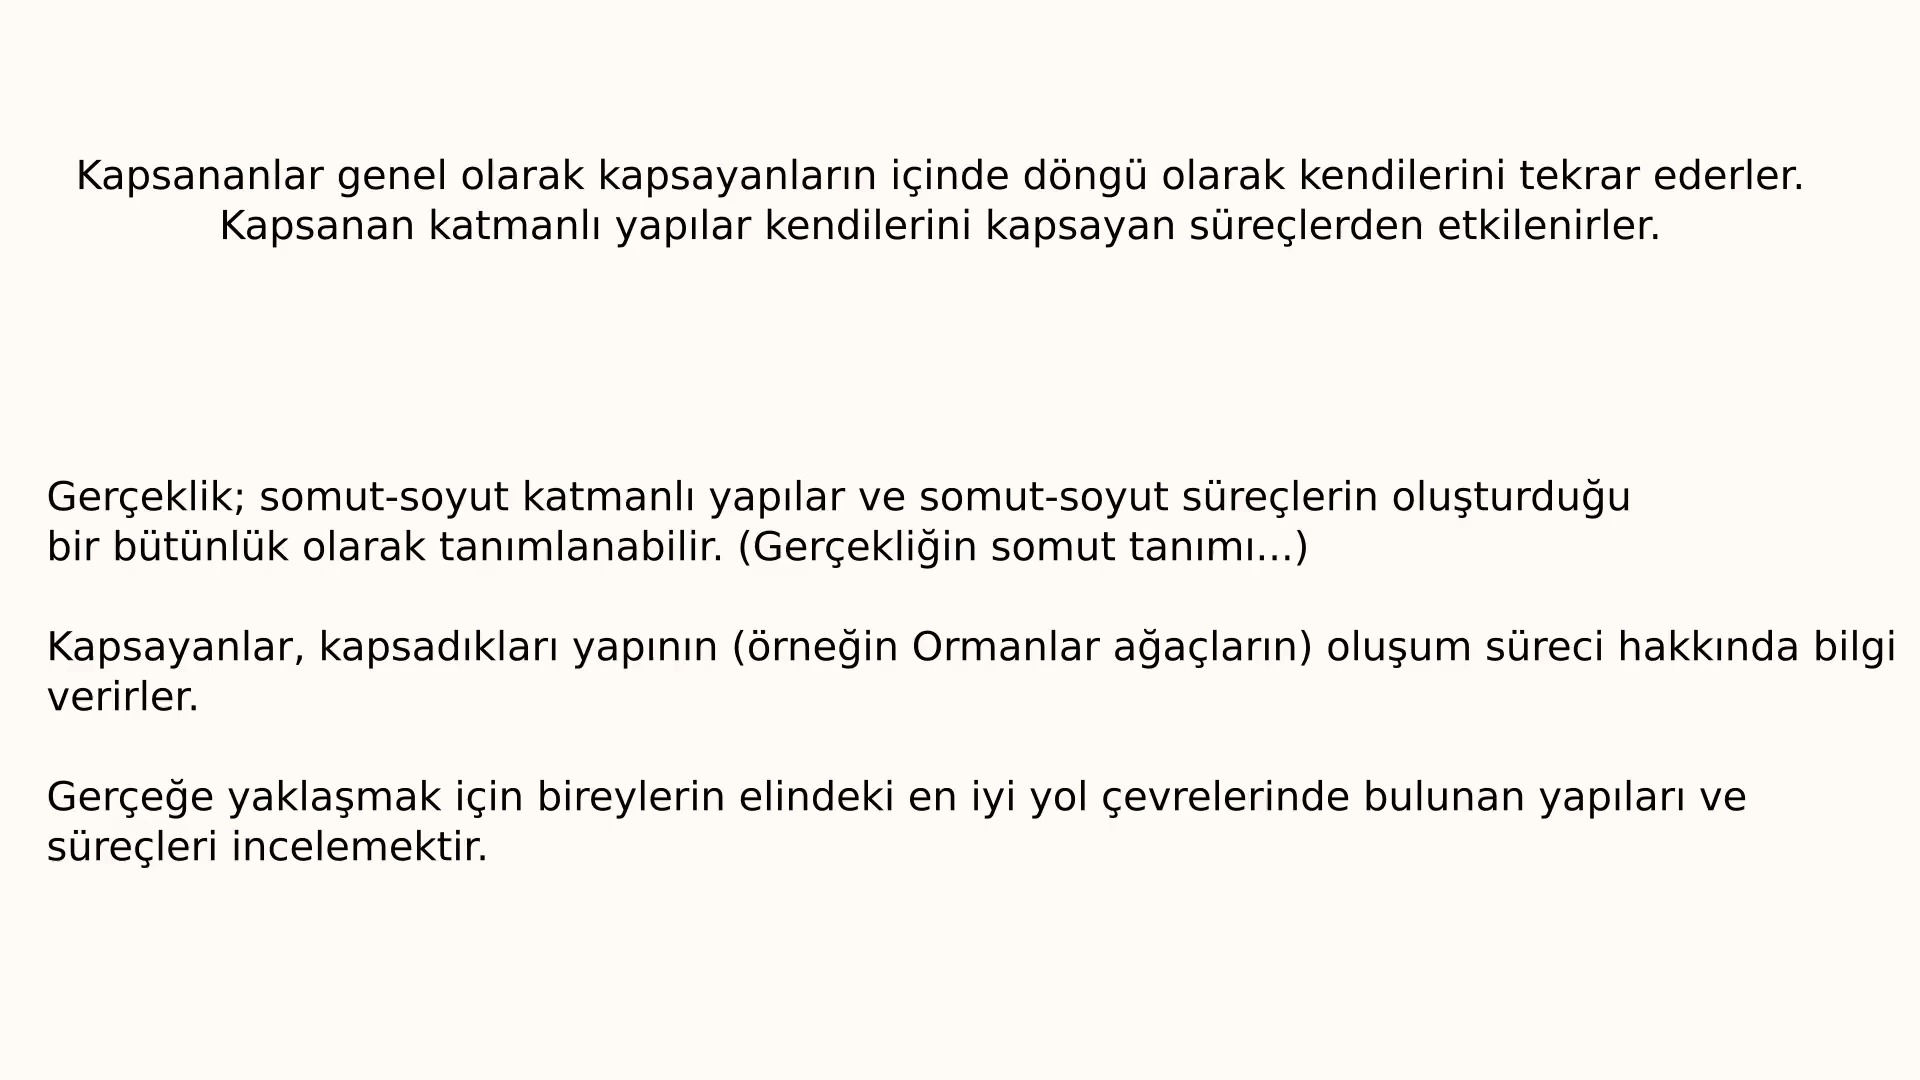 Kapsananlar genel olarak kapsayanların içinde döngü olarak kendilerini tekrar ederler.
Kapsanan katmanlı yapılar kendilerini kapsayan süreçlerden etkilenirler.
Gerçeklik; somut-soyut katmanlı yapılar ve somut-soyut süreçlerin oluşturduğu
bir bütünlük olarak tanımlanabilir. (Gerçekliğin somut tanımı...)
Kapsayanlar, kapsadıkları yapının (örneğin Ormanlar ağaçların) oluşum süreci hakkında bilgi
verirler.
Gerçeğe yaklaşmak için bireylerin elindeki en iyi yol çevrelerinde bulunan yapıları ve
süreçleri incelemektir.